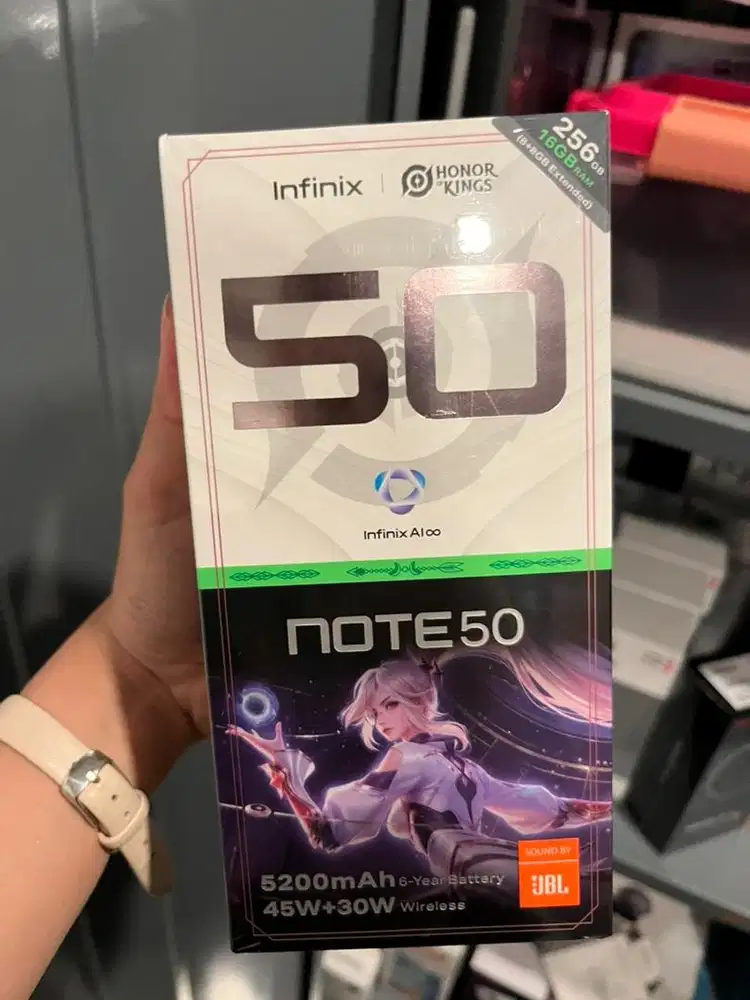 Infinix | HONOR OF KINGS
256GB
16GB RAM
(8+8GB Extended)
50
Infinix AI∞
NOTE 50
5200mAh 6-Year Battery
45W+30W Wireless
SOUND BY
JBL